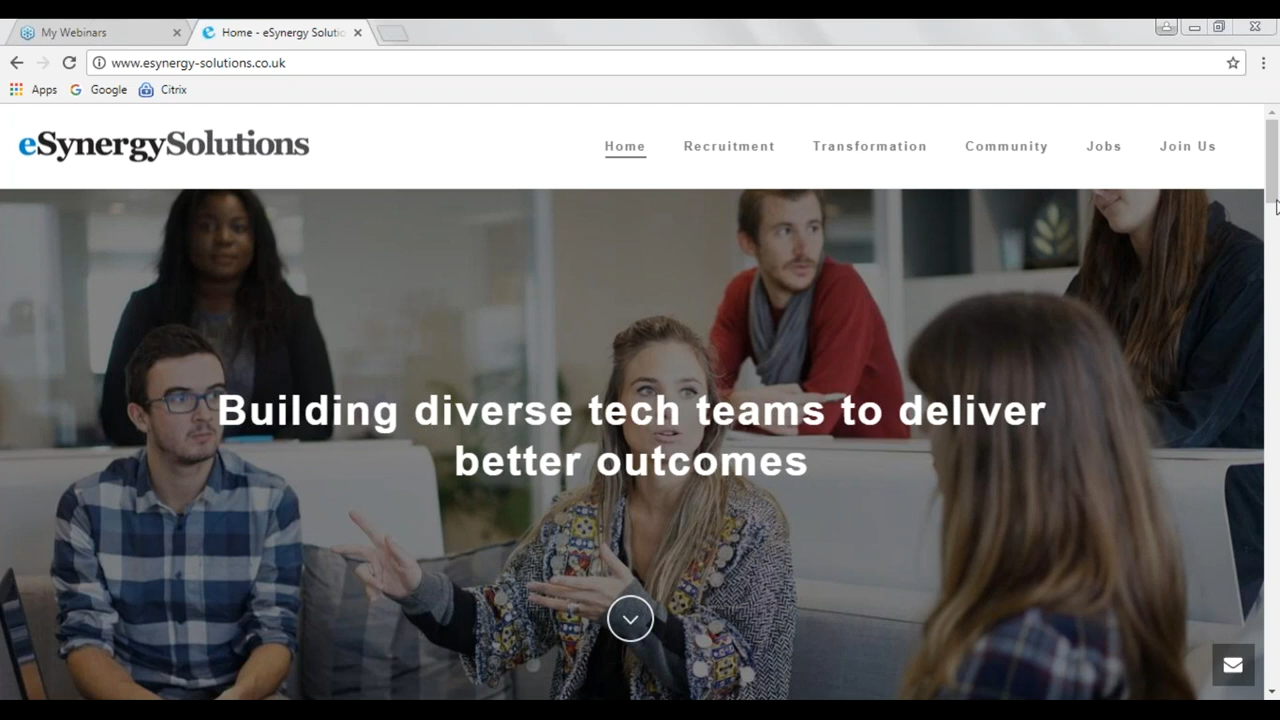 My Webinars
Home - eSynergy Solutio
www.esynergy-solutions.co.uk
Apps Google Citrix
eSynergySolutions
Home Recruitment Transformation Community Jobs Join Us
Building diverse tech teams to deliver
better outcomes